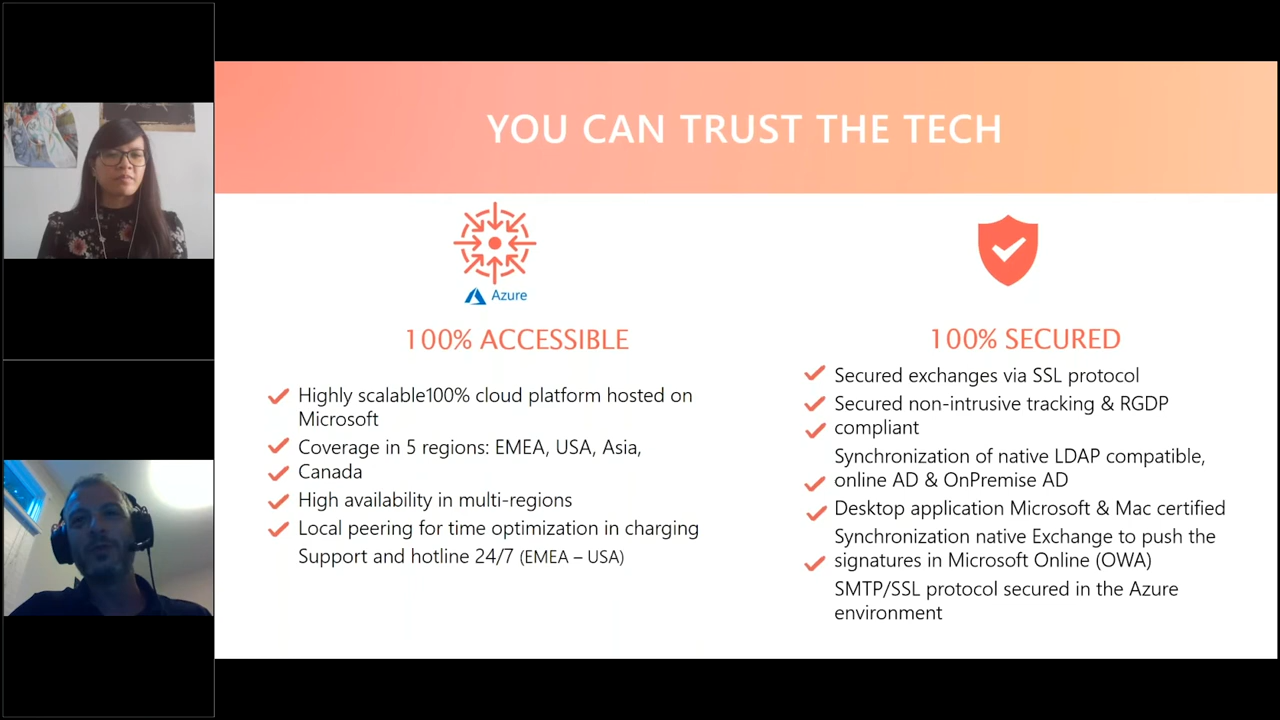 YOU CAN TRUST THE TECH
Azure
100% ACCESSIBLE
Highly scalable100% cloud platform hosted on
Microsoft
Coverage in 5 regions: EMEA, USA, Asia,
Canada
High availability in multi-regions
Local peering for time optimization in charging
Support and hotline 24/7 (EMEA – USA)
100% SECURED
Secured exchanges via SSL protocol
Secured non-intrusive tracking & RGDP
compliant
Synchronization of native LDAP compatible,
online AD & OnPremise AD
Desktop application Microsoft & Mac certified
Synchronization native Exchange to push the
signatures in Microsoft Online (OWA)
SMTP/SSL protocol secured in the Azure
environment